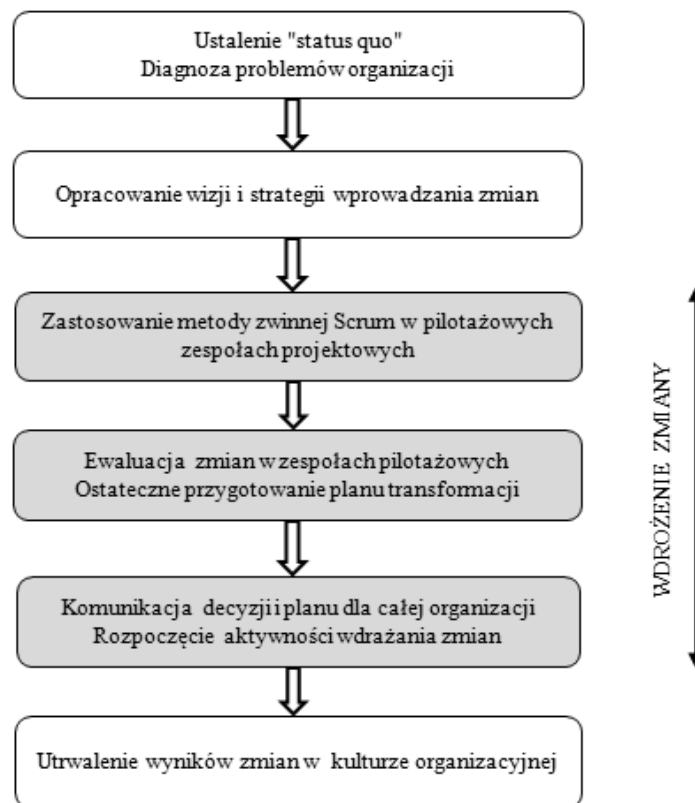 Ustalenie "status quo"
Diagnoza problemów organizacji
Opracowanie wizji i strategii wprowadzania zmian
Zastosowanie metody zwinnej Scrum w pilotażowych
zespołach projektowych
Ewaluacja zmian w zespołach pilotażowych
Ostateczne przygotowanie planu transformacji
Komunikacja decyzji i planu dla całej organizacji
Rozpoczęcie aktywności wdrażania zmian
Utrwalenie wyników zmian w kulturze organizacyjnej
WDROŻENIE ZMIANY